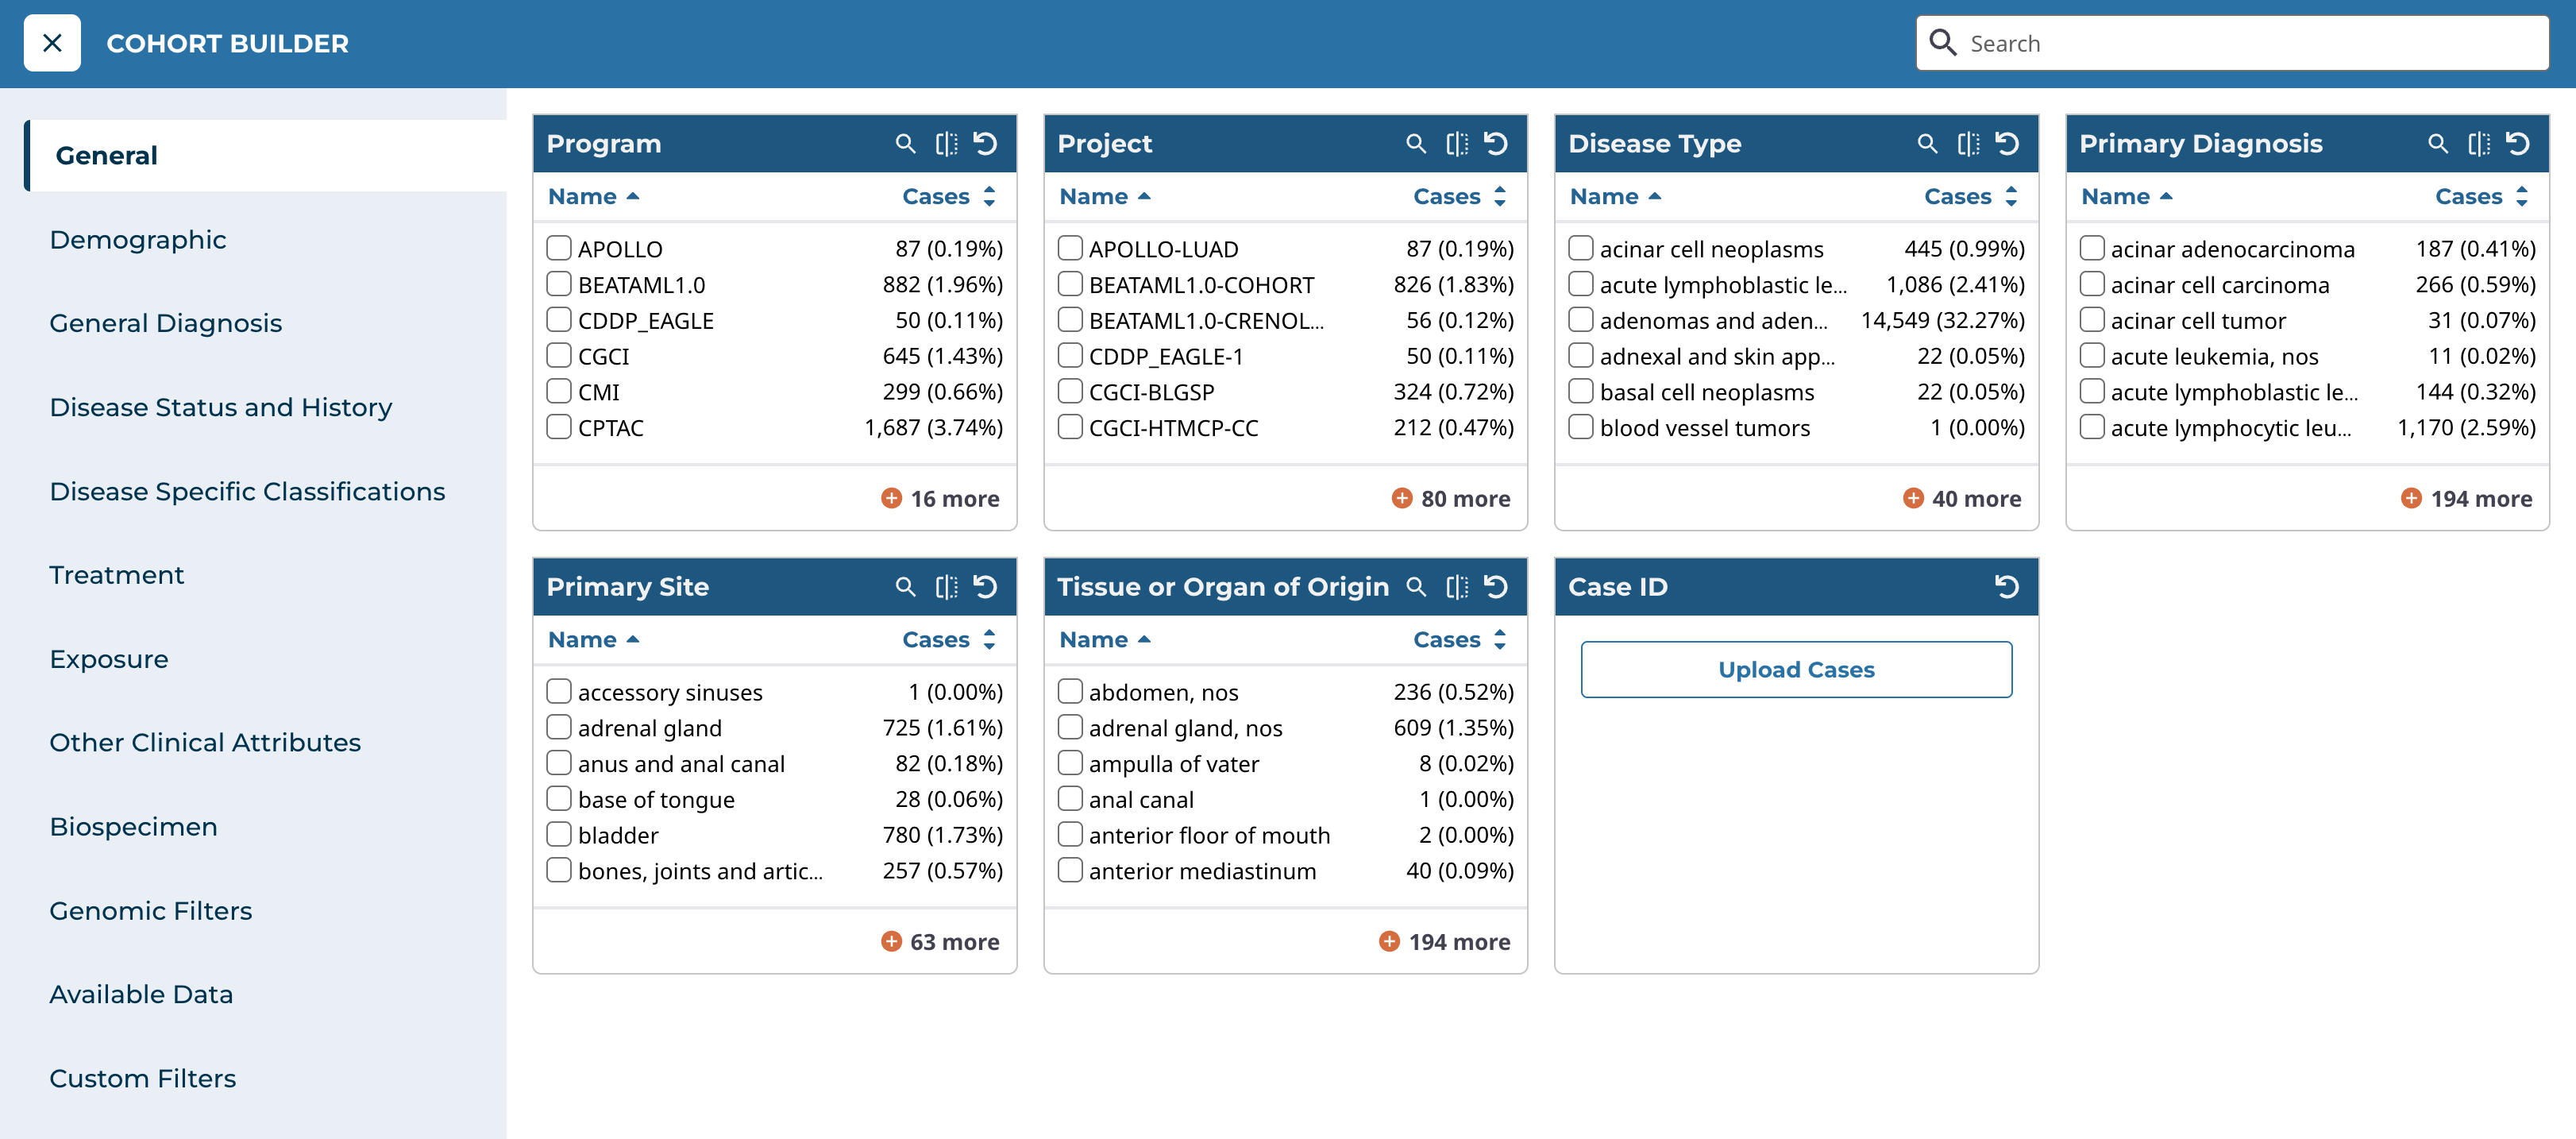 COHORT BUILDER
Search
General
Demographic
General Diagnosis
Disease Status and History
Disease Specific Classifications
Treatment
Exposure
Other Clinical Attributes
Biospecimen
Genomic Filters
Available Data
Custom Filters
Program
Name Cases
APOLLO 87 (0.19%)
BEATAML1.0 882 (1.96%)
CDDP_EAGLE 50 (0.11%)
CGCI 645 (1.43%)
CMI 299 (0.66%)
CPTAC 1,687 (3.74%)
16 more
Project
Name Cases
APOLLO-LUAD 87 (0.19%)
BEATAML1.0-COHORT 826 (1.83%)
BEATAML1.0-CRENOL... 56 (0.12%)
CDDP_EAGLE-1 50 (0.11%)
CGCI-BLGSP 324 (0.72%)
CGCI-HTMCP-CC 212 (0.47%)
80 more
Disease Type
Name Cases
acinar cell neoplasms 445 (0.99%)
acute lymphoblastic le... 1,086 (2.41%)
adenomas and aden... 14,549 (32.27%)
adnexal and skin app... 22 (0.05%)
basal cell neoplasms 22 (0.05%)
blood vessel tumors 1 (0.00%)
40 more
Primary Diagnosis
Name Cases
acinar adenocarcinoma 187 (0.41%)
acinar cell carcinoma 266 (0.59%)
acinar cell tumor 31 (0.07%)
acute leukemia, nos 11 (0.02%)
acute lymphoblastic le... 144 (0.32%)
acute lymphocytic leu... 1,170 (2.59%)
194 more
Primary Site
Name Cases
accessory sinuses 1 (0.00%)
adrenal gland 725 (1.61%)
anus and anal canal 82 (0.18%)
base of tongue 28 (0.06%)
bladder 780 (1.73%)
bones, joints and artic... 257 (0.57%)
63 more
Tissue or Organ of Origin
Name Cases
abdomen, nos 236 (0.52%)
adrenal gland, nos 609 (1.35%)
ampulla of vater 8 (0.02%)
anal canal 1 (0.00%)
anterior floor of mouth 2 (0.00%)
anterior mediastinum 40 (0.09%)
194 more
Case ID
Upload Cases